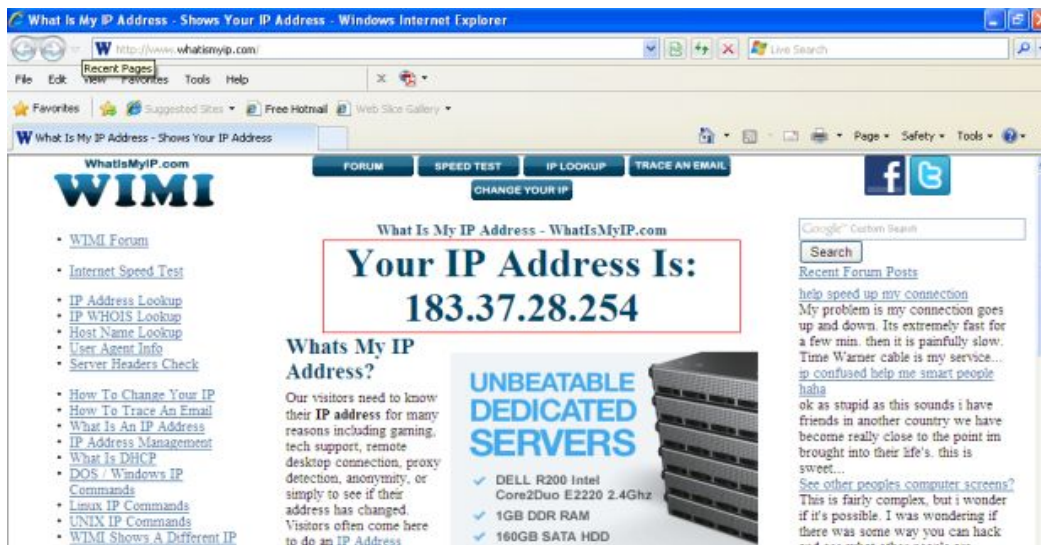 What Is My IP Address - Shows Your IP Address - Windows Internet Explorer
http://www.whatismyip.com/
Live Search
Recent Pages
File Edit View Favorites Tools Help
Favorites Suggested Sites Free Hotmail Web Slice Gallery
What Is My IP Address - Shows Your IP Address
Page Safety Tools
WhatIsMyIP.com
WIMI
FORUM SPEED TEST IP LOOKUP TRACE AN EMAIL
CHANGE YOUR IP
WIMI Forum
Internet Speed Test
IP Address Lookup
IP WHOIS Lookup
Host Name Lookup
User Agent Info
Server Headers Check
How To Change Your IP
How To Trace An Email
What Is An IP Address
IP Address Management
What Is DHCP
DOS / Windows IP
Commands
Linux IP Commands
UNIX IP Commands
WIMI Shows A Different IP
What Is My IP Address - WhatIsMyIP.com
Your IP Address Is:
183.37.28.254
Whats My IP
Address?
Our visitors need to know
their IP address for many
reasons including gaming,
tech support, remote
desktop connection, proxy
detection, anonymity, or
simply to see if their
address has changed.
Visitors often come here
to do an IP Address
UNBEATABLE
DEDICATED
SERVERS
DELL R200 Intel
Core2Duo E2220 2.4Ghz
1GB DDR RAM
160GB SATA HDD
Google™ Custom Search
Search
Recent Forum Posts
help speed up my connection
My problem is my connection goes
up and down. Its extremely fast for
a few min. then it is painfully slow.
Time Warner cable is my service...
ip confused help me smart people
haha
ok as stupid as this sounds i have
friends in another country we have
become really close to the point im
brought into their life's. this is
sweet...
See other peoples computer screens?
This is fairly complex, but i wonder
if it's possible. I was wondering if
there was some way you can hack
and see what other people are